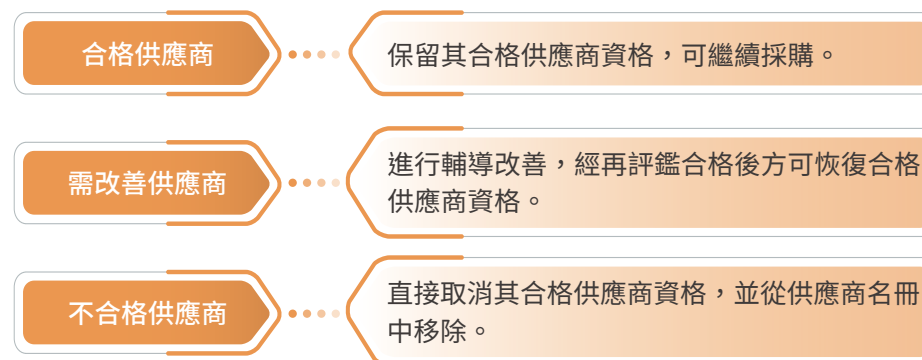 合格供應商
保留其合格供應商資格，可繼續採購。
需改善供應商
進行輔導改善，經再評鑑合格後方可恢復合格
供應商資格。
不合格供應商
直接取消其合格供應商資格，並從供應商名冊
中移除。